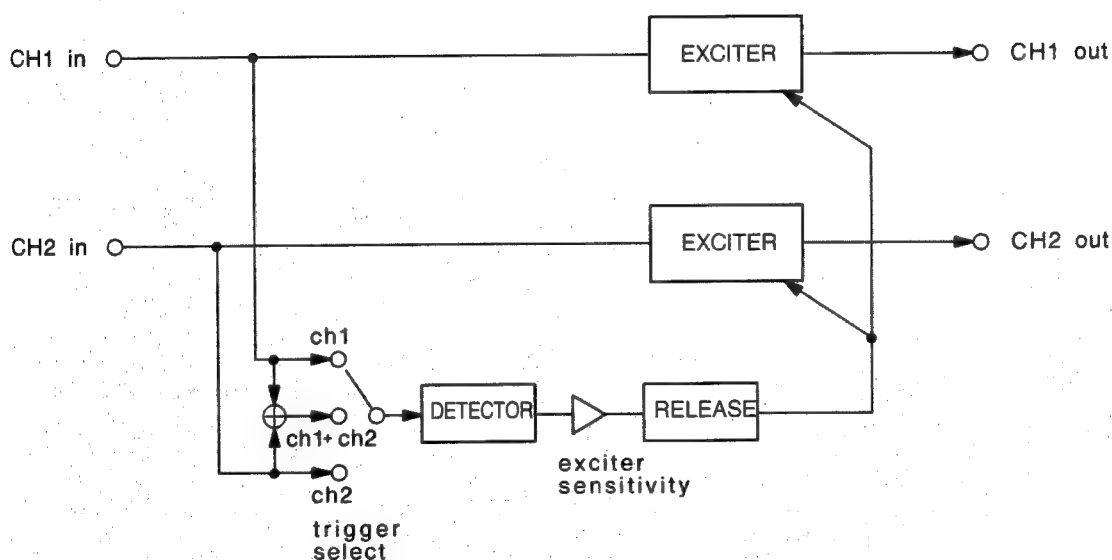 CH1 in
EXCITER
CH1 out
CH2 in
EXCITER
CH2 out
ch1
ch1+ ch2
ch2
trigger
select
DETECTOR
exciter
sensitivity
RELEASE